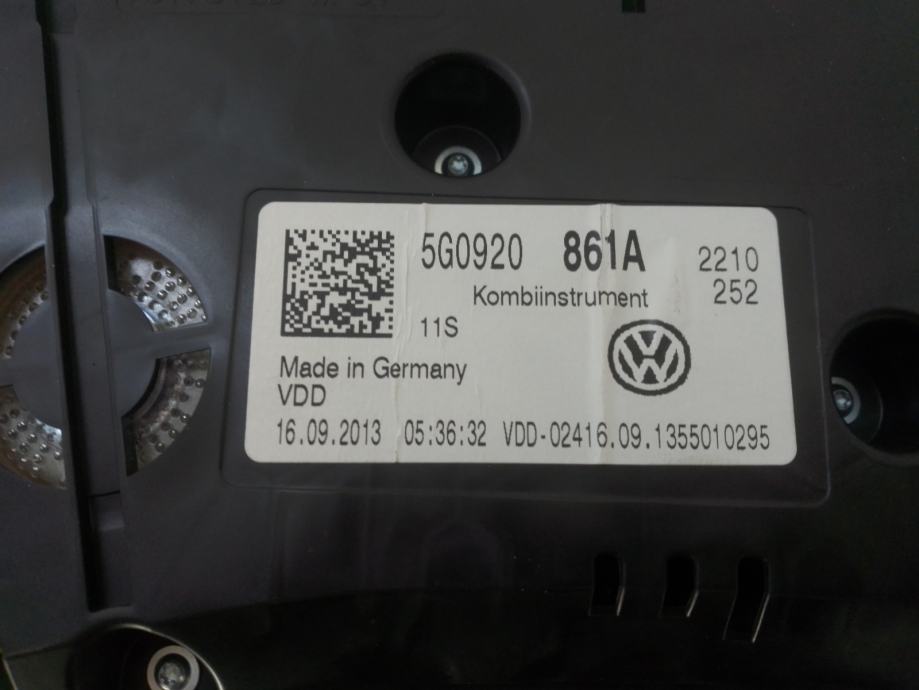 5G0920 861A 2210
Kombiinstrument 252
11S
Made in Germany
VDD
16.09.2013 05:36:32 VDD-02416.09.1355010295